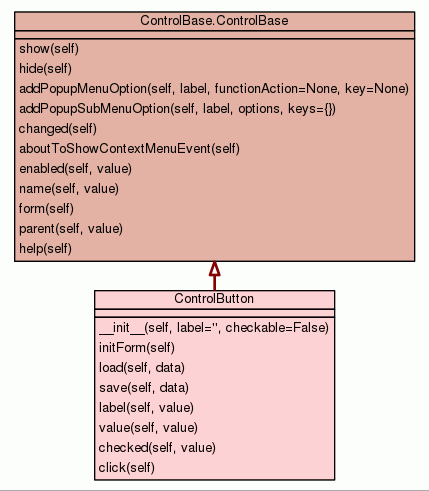 ControlBase.ControlBase
show(self)
hide(self)
addPopupMenuOption(self, label, functionAction=None, key=None)
addPopupSubMenuOption(self, label, options, keys={})
changed(self)
aboutToShowContextMenuEvent(self)
enabled(self, value)
name(self, value)
form(self)
parent(self, value)
help(self)
ControlButton
__init__(self, label='', checkable=False)
initForm(self)
load(self, data)
save(self, data)
label(self, value)
value(self, value)
checked(self, value)
click(self)